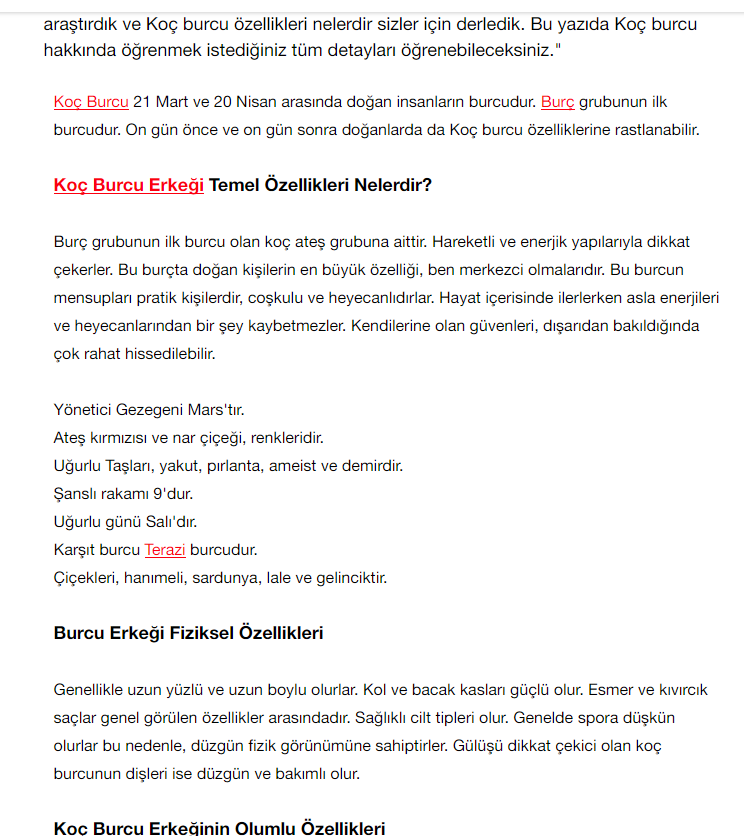 araştırdık ve Koç burcu özellikleri nelerdir sizler için derledik. Bu yazıda Koç burcu
hakkında öğrenmek istediğiniz tüm detayları öğrenebileceksiniz."
Koç Burcu 21 Mart ve 20 Nisan arasında doğan insanların burcudur. Burç grubunun ilk
burcudur. On gün önce ve on gün sonra doğanlarda da Koç burcu özelliklerine rastlanabilir.
Koç Burcu Erkeği Temel Özellikleri Nelerdir?
Burç grubunun ilk burcu olan koç ateş grubuna aittir. Hareketli ve enerjik yapılarıyla dikkat
çekerler. Bu burçta doğan kişilerin en büyük özelliği, ben merkezci olmalarıdır. Bu burcun
mensupları pratik kişilerdir, coşkulu ve heyecanlıdırlar. Hayat içerisinde ilerlerken asla enerjileri
ve heyecanlarından bir şey kaybetmezler. Kendilerine olan güvenleri, dışarıdan bakıldığında
çok rahat hissedilebilir.
Yönetici Gezegeni Mars'tır.
Ateş kırmızısı ve nar çiçeği, renkleridir.
Uğurlu Taşları, yakut, pırlanta, ameist ve demirdir.
Şanslı rakamı 9'dur.
Uğurlu günü Salı'dır.
Karşıt burcu Terazi burcudur.
Çiçekleri, hanımeli, sardunya, lale ve gelinciktir.
Burcu Erkeği Fiziksel Özellikleri
Genellikle uzun yüzlü ve uzun boylu olurlar. Kol ve bacak kasları güçlü olur. Esmer ve kıvırcık
saçlar genel görülen özellikler arasındadır. Sağlıklı cilt tipleri olur. Genelde spora düşkün
olurlar bu nedenle, düzgün fizik görünümüne sahiptirler. Gülüşü dikkat çekici olan koç
burcunun dişleri ise düzgün ve bakımlı olur.
Koç Burcu Erkeğinin Olumlu Özellikleri